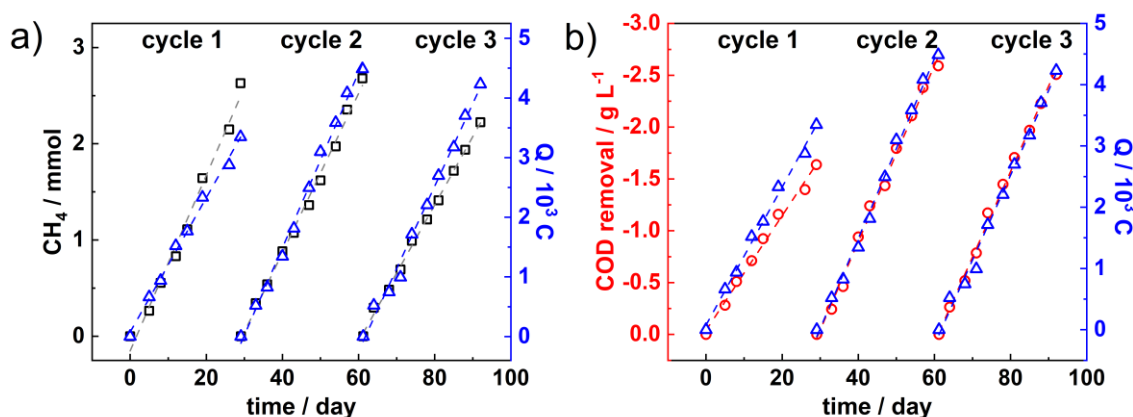 a)
cycle 1 cycle 2 cycle 3
CH₄ / mmol
3
2
1
0
5
4
3
2
1
0
Q / 10³ C
0 20 40 60 80 100
time / day
b)
cycle 1 cycle 2 cycle 3
COD removal / g L⁻¹
-3.0
-2.5
-2.0
-1.5
-1.0
-0.5
0.0
5
4
3
2
1
0
Q / 10³ C
0 20 40 60 80 100
time / day